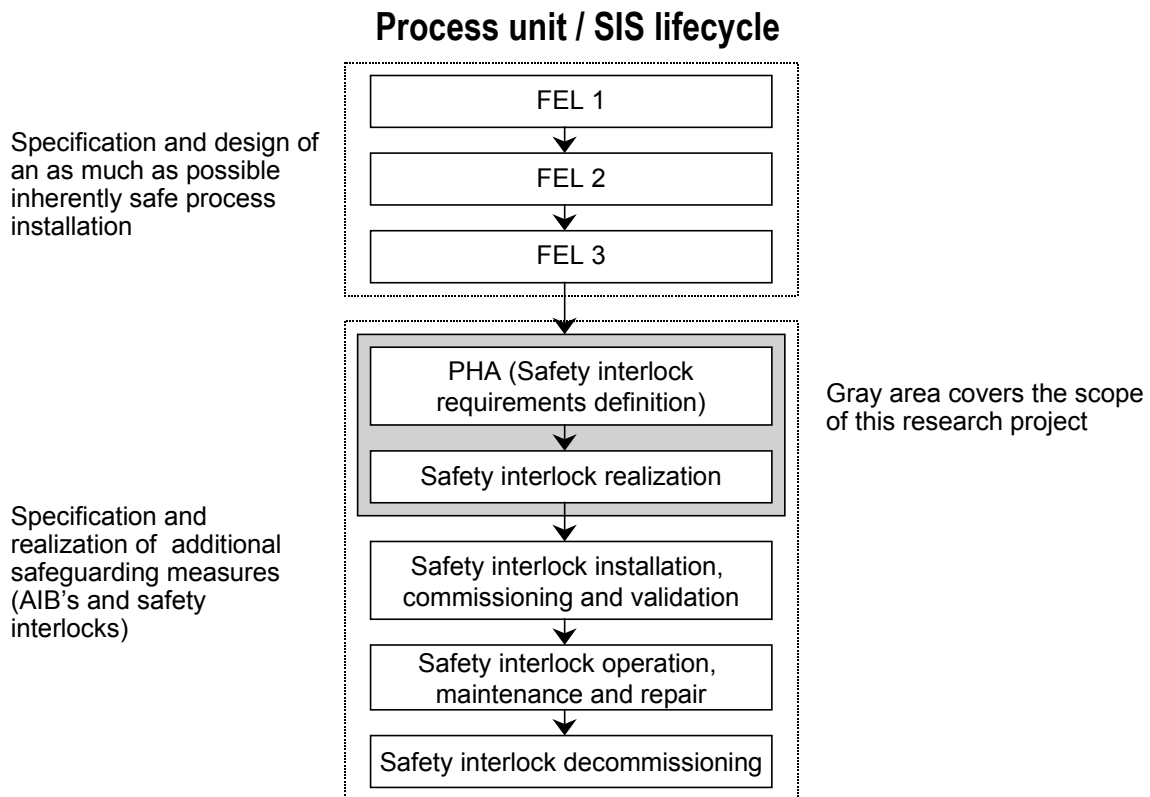 Process unit / SIS lifecycle
FEL 1
Specification and design of
an as much as possible
inherently safe process
installation
FEL 2
FEL 3
PHA (Safety interlock
requirements definition)
Gray area covers the scope
of this research project
Safety interlock realization
Specification and
realization of  additional
safeguarding measures
(AIB's and safety
interlocks)
Safety interlock installation,
commissioning and validation
Safety interlock operation,
maintenance and repair
Safety interlock decommissioning